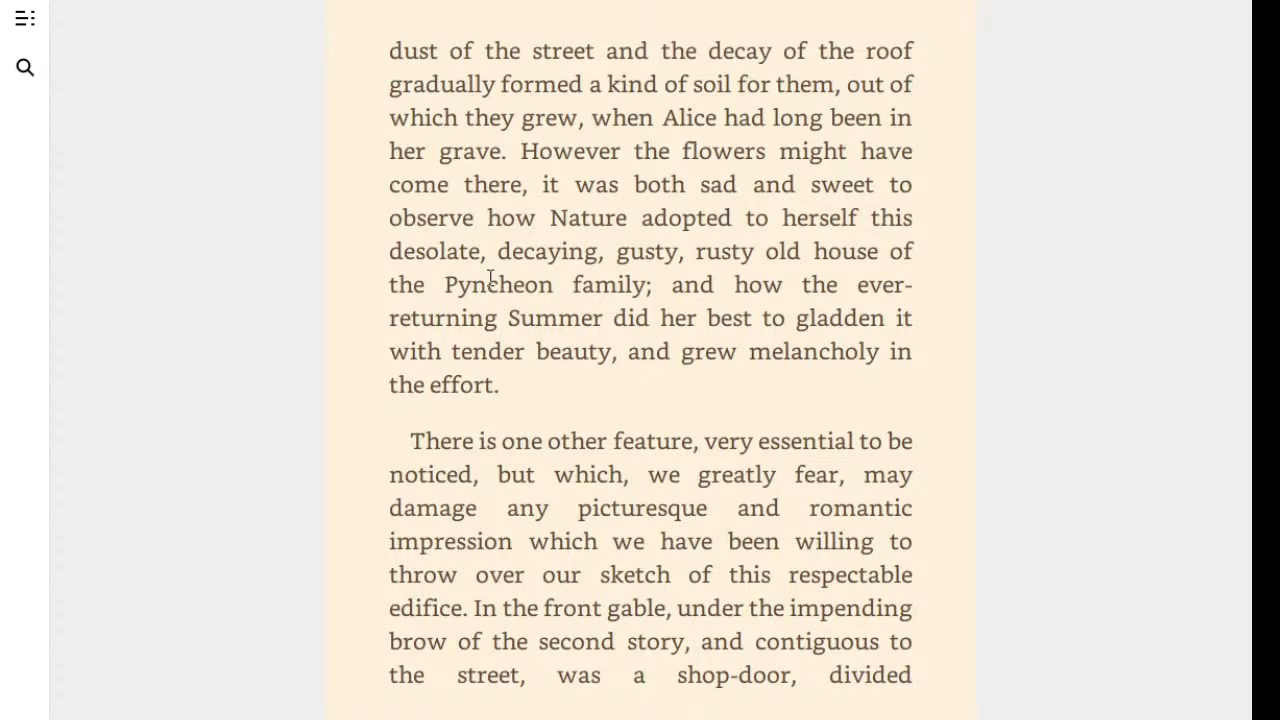 dust of the street and the decay of the roof
gradually formed a kind of soil for them, out of
which they grew, when Alice had long been in
her grave. However the flowers might have
come there, it was both sad and sweet to
observe how Nature adopted to herself this
desolate, decaying, gusty, rusty old house of
the Pyncheon family; and how the ever-
returning Summer did her best to gladden it
with tender beauty, and grew melancholy in
the effort.
There is one other feature, very essential to be
noticed, but which, we greatly fear, may
damage any picturesque and romantic
impression which we have been willing to
throw over our sketch of this respectable
edifice. In the front gable, under the impending
brow of the second story, and contiguous to
the street, was a shop-door, divided